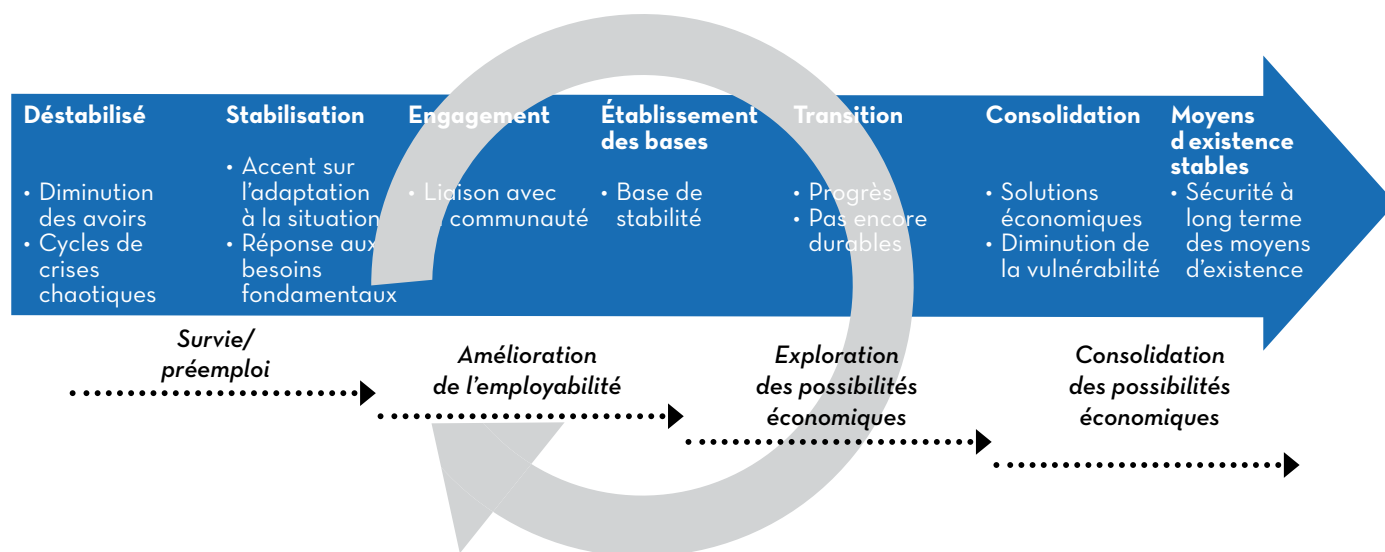 Déstabilisé
• Diminution
des avoirs
• Cycles de
crises
chaotiques
Stabilisation
• Accent sur
l’adaptation
à la situation
• Réponse aux
besoins
fondamentaux
Engagement
• Liaison avec
communauté
Établissement
des bases
• Base de
stabilité
Transition
• Progrès
• Pas encore
durables
Consolidation
• Solutions
économiques
• Diminution de
la vulnérabilité
Moyens
d existence
stables
• Sécurité à
long terme
des moyens
d’existence
Survie/
préemploi
Amélioration
de l’employabilité
Exploration
des possibilités
économiques
Consolidation
des possibilités
économiques